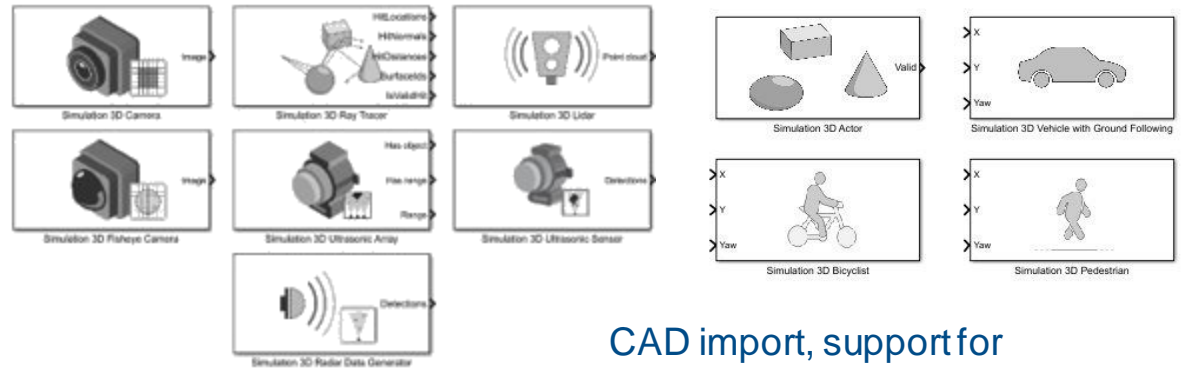 Image
Simulation 3D Camera
HitLocations
HitNormals
HitDistances
SurfaceIds
IsValidHit
Simulation 3D Ray Tracer
Point cloud
Simulation 3D Lidar
Valid
Simulation 3D Actor
X
Y
Yaw
Simulation 3D Vehicle with Ground Following
Image
Simulation 3D Fisheye Camera
Has object
Has range
Range
Simulation 3D Ultrasonic Array
Detections
Simulation 3D Ultrasonic Sensor
X
Y
Yaw
Simulation 3D Bicyclist
X
Y
Yaw
Simulation 3D Pedestrian
Detections
Simulation 3D Radar Data Generator
CAD import, support for